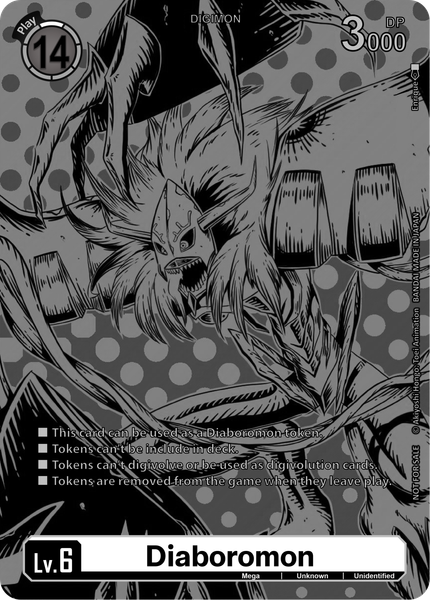 Play
14
DIGIMON
DP
3000
Enrigue
■ This card can be used as a Diaboromon token.
■ Tokens can't be include in deck.
■ Tokens can't digivolve or be used as digivolution cards.
■ Tokens are removed from the game when they leave play.
© Akiyoshi Hongo, Toei Animation BANDAI MADE IN JAPAN
NOT FOR SALE
Lv.6
Diaboromon
Mega | Unknown | Unidentified